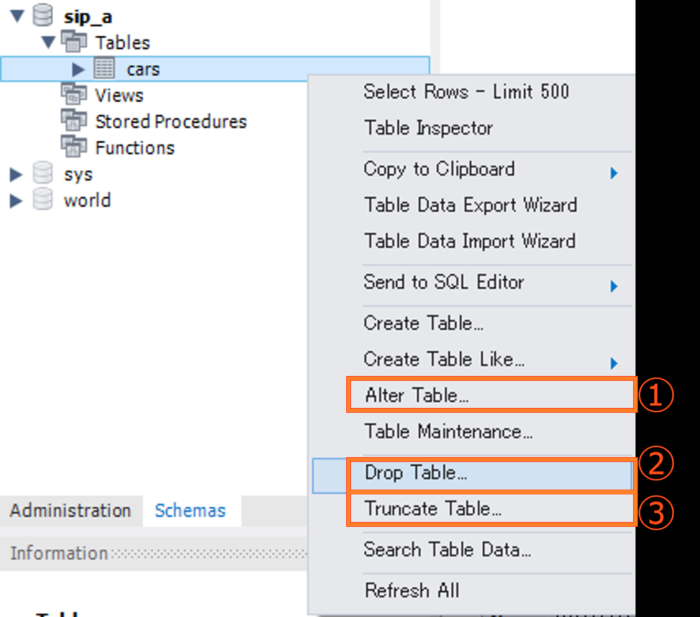 sip_a
Tables
cars
Views
Stored Procedures
Functions
sys
world
Select Rows - Limit 500
Table Inspector
Copy to Clipboard
Table Data Export Wizard
Table Data Import Wizard
Send to SQL Editor
Create Table...
Create Table Like...
Alter Table...
①
Table Maintenance...
Drop Table...
②
Truncate Table...
③
Search Table Data...
Refresh All
Administration
Schemas
Information